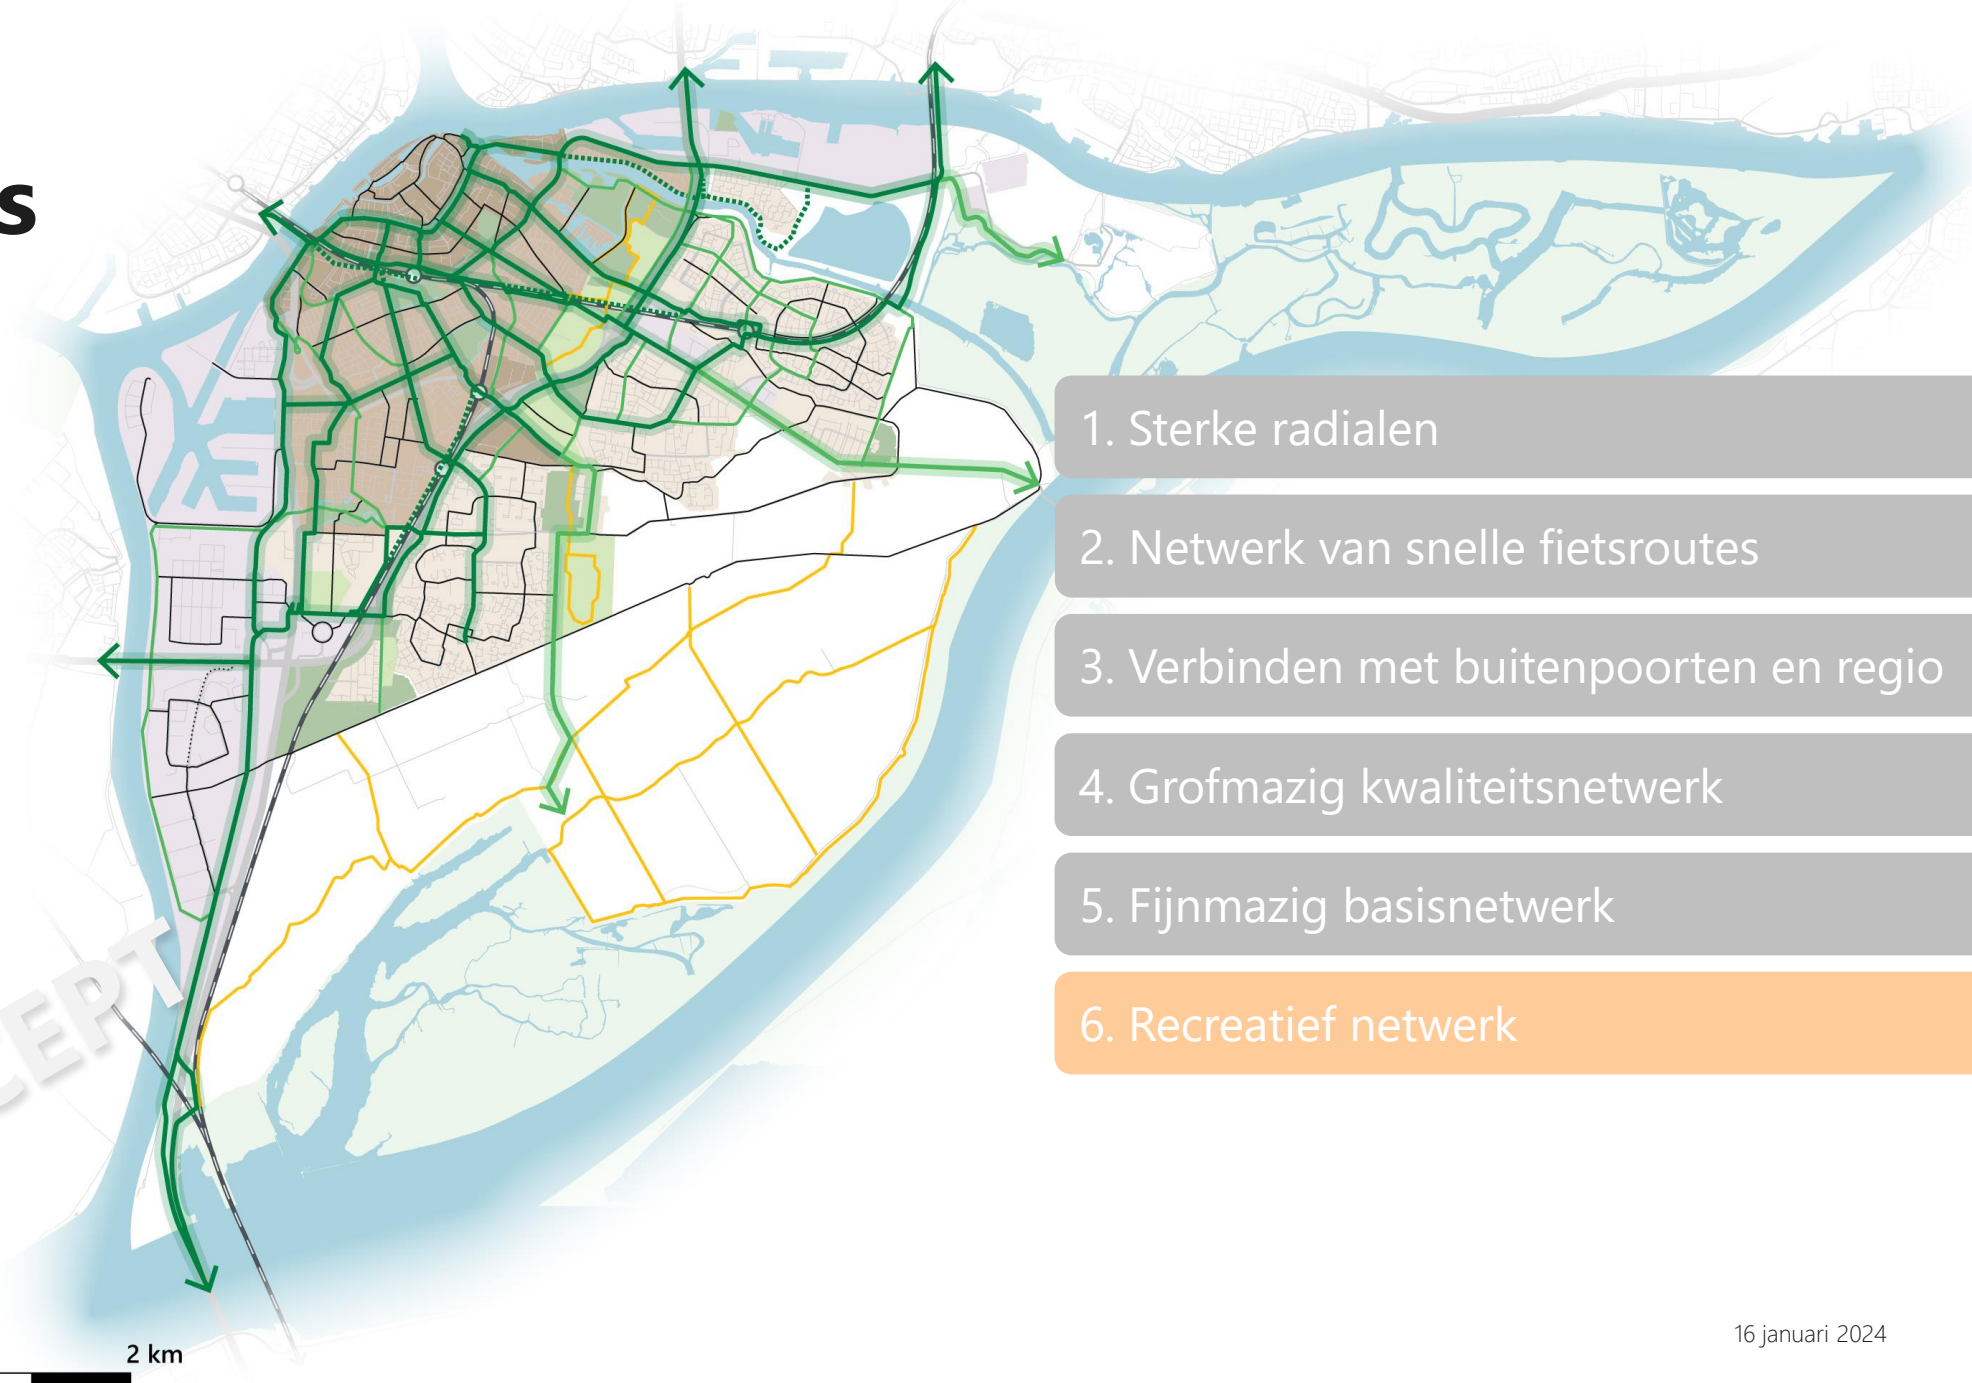 s
1. Sterke radialen
2. Netwerk van snelle fietsroutes
3. Verbinden met buitenpoorten en regio
4. Grofmazig kwaliteitsnetwerk
5. Fijnmazig basisnetwerk
6. Recreatief netwerk
CEPT
16 januari 2024
2 km